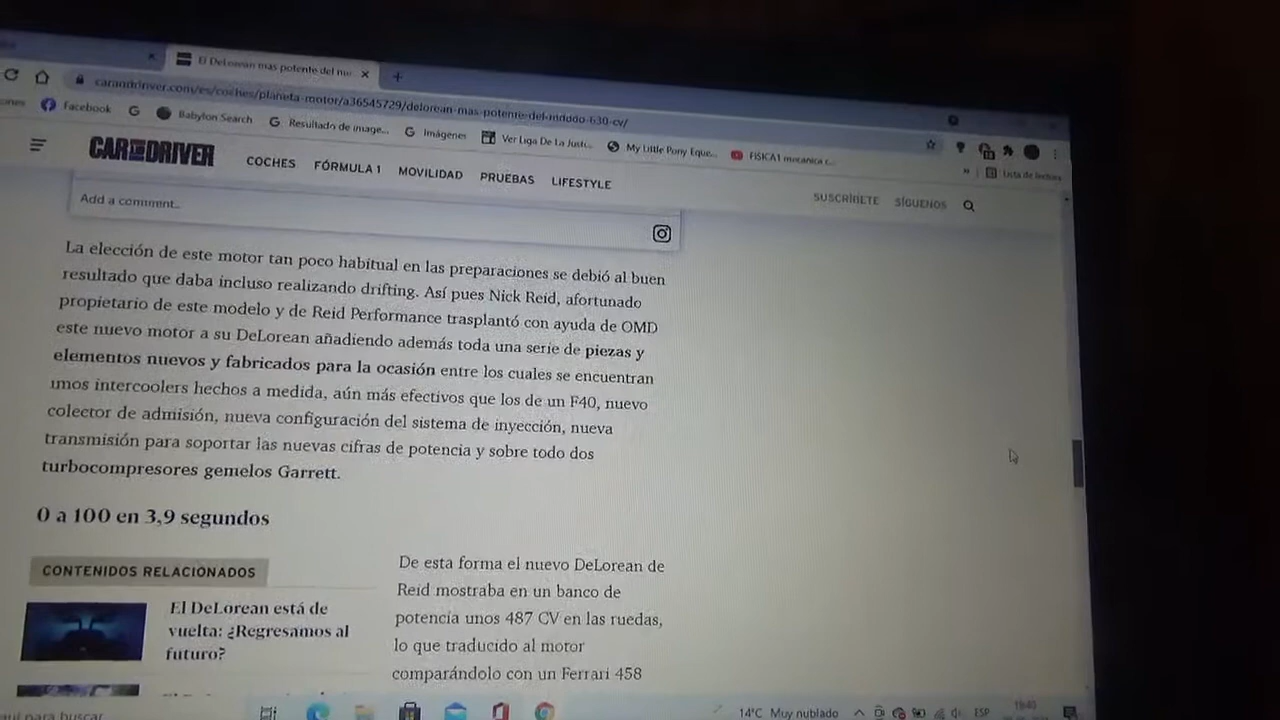 El DeLorean mas potente del mu...
carandriver.com/es/coches/planeta-motor/a36545729/delorean-mas-potente-del-mundo-630-cv/
Facebook
Babylon Search
Resultado de image...
Imágenes
Ver Liga De La Justi...
My Little Pony Eque...
FISICA1 mecanica c...
Lista de lectura
CAR AND DRIVER
COCHES
FÓRMULA 1
MOVILIDAD
PRUEBAS
LIFESTYLE
SUSCRÍBETE
SÍGUENOS
Add a comment...
La elección de este motor tan poco habitual en las preparaciones se debió al buen
resultado que daba incluso realizando drifting. Así pues Nick Reid, afortunado
propietario de este modelo y de Reid Performance trasplantó con ayuda de OMD
este nuevo motor a su DeLorean añadiendo además toda una serie de piezas y
elementos nuevos y fabricados para la ocasión entre los cuales se encuentran
unos intercoolers hechos a medida, aún más efectivos que los de un F40, nuevo
colector de admisión, nueva configuración del sistema de inyección, nueva
transmisión para soportar las nuevas cifras de potencia y sobre todo dos
turbocompresores gemelos Garrett.
0 a 100 en 3,9 segundos
CONTENIDOS RELACIONADOS
El DeLorean está de
vuelta: ¿Regresamos al
futuro?
De esta forma el nuevo DeLorean de
Reid mostraba en un banco de
potencia unos 487 CV en las ruedas,
lo que traducido al motor
comparándolo con un Ferrari 458
para buscar
14°C Muy nublado
ESP